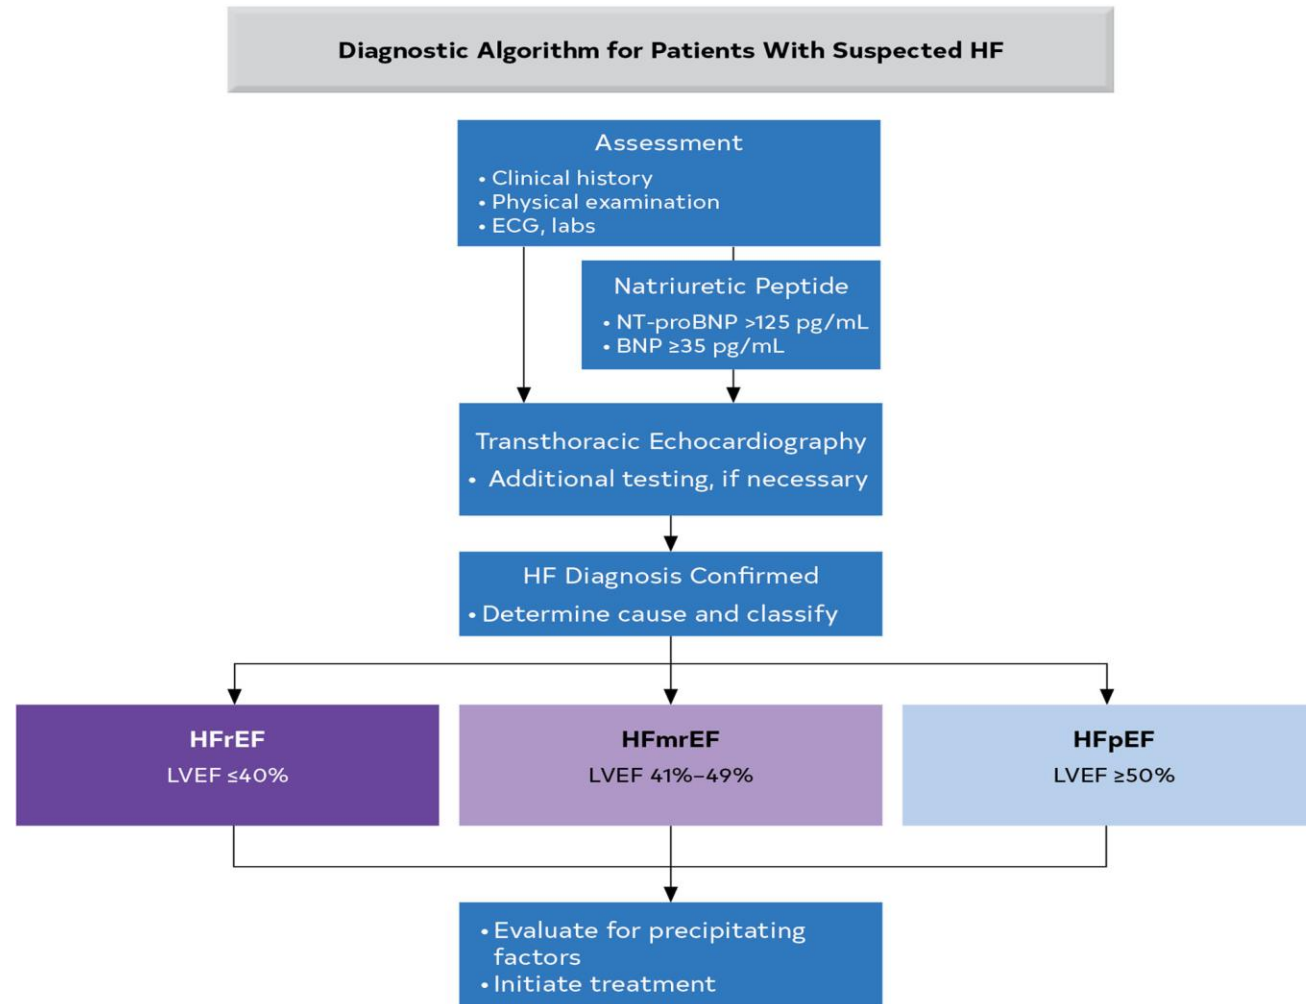 Diagnostic Algorithm for Patients With Suspected HF
Assessment
• Clinical history
• Physical examination
• ECG, labs
Natriuretic Peptide
• NT-proBNP >125 pg/mL
• BNP ≥35 pg/mL
Transthoracic Echocardiography
• Additional testing, if necessary
HF Diagnosis Confirmed
• Determine cause and classify
HFrEF
LVEF ≤40%
HFmrEF
LVEF 41%–49%
HFpEF
LVEF ≥50%
• Evaluate for precipitating
factors
• Initiate treatment